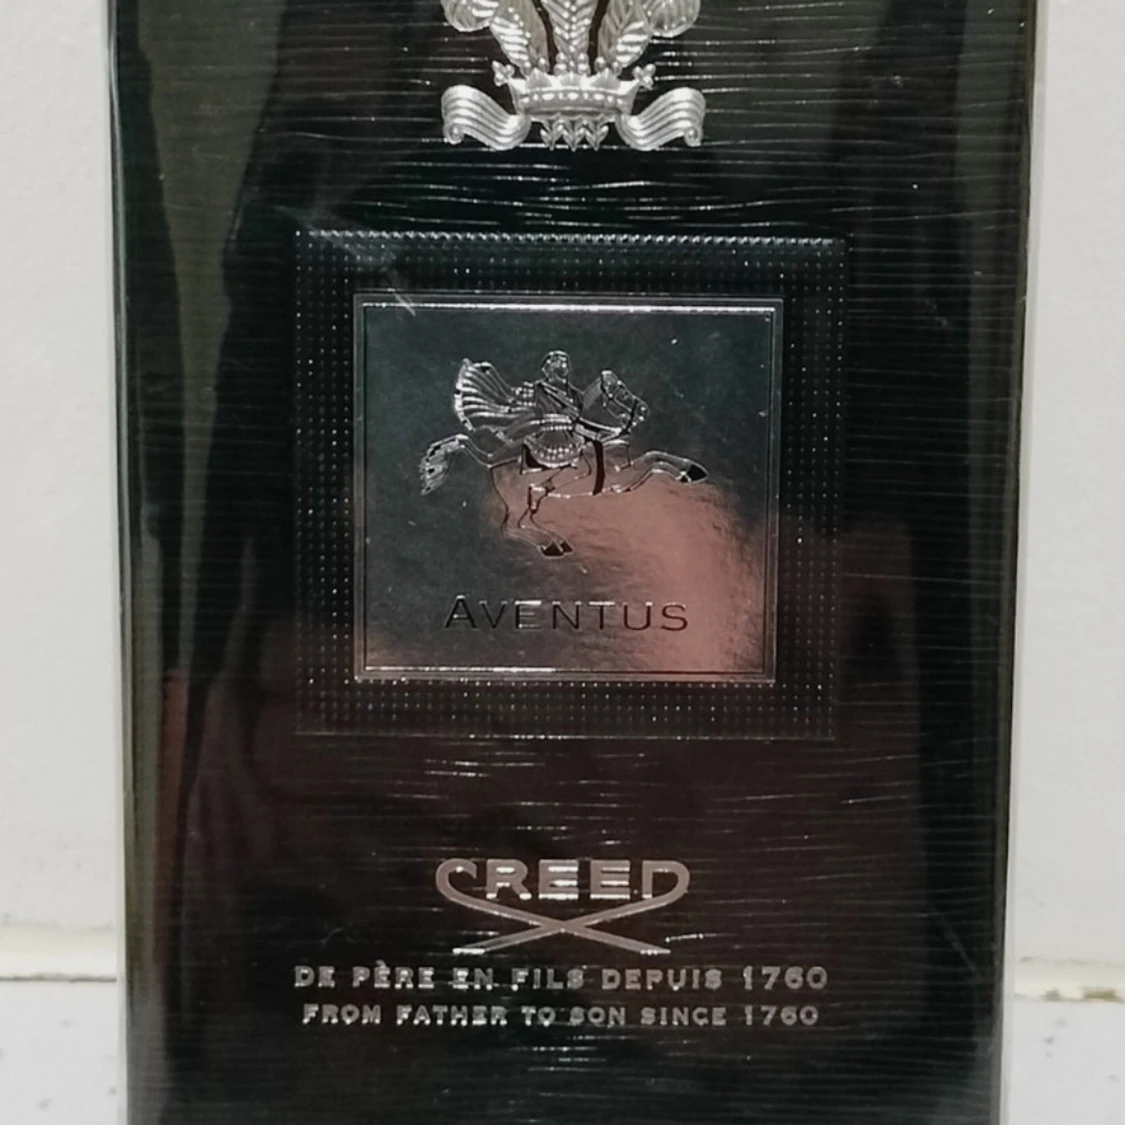 AVENTUS
CREED
DE PÈRE EN FILS DEPUIS 1760
FROM FATHER TO SON SINCE 1760